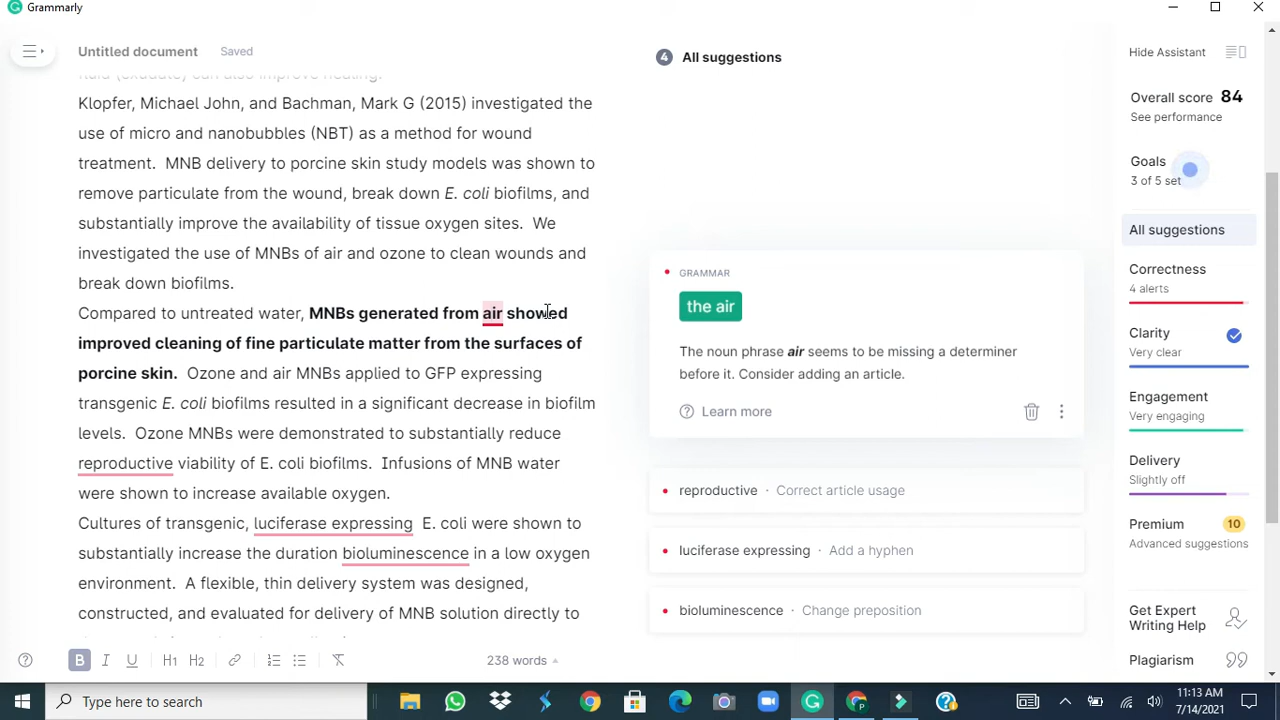 Grammarly
Untitled document Saved
fluid (exudate) can also improve healing.
Klopfer, Michael John, and Bachman, Mark G (2015) investigated the
use of micro and nanobubbles (NBT) as a method for wound
treatment. MNB delivery to porcine skin study models was shown to
remove particulate from the wound, break down E. coli biofilms, and
substantially improve the availability of tissue oxygen sites. We
investigated the use of MNBs of air and ozone to clean wounds and
break down biofilms.
Compared to untreated water, MNBs generated from air showed
improved cleaning of fine particulate matter from the surfaces of
porcine skin. Ozone and air MNBs applied to GFP expressing
transgenic E. coli biofilms resulted in a significant decrease in biofilm
levels. Ozone MNBs were demonstrated to substantially reduce
reproductive viability of E. coli biofilms. Infusions of MNB water
were shown to increase available oxygen.
Cultures of transgenic, luciferase expressing E. coli were shown to
substantially increase the duration bioluminescence in a low oxygen
environment. A flexible, thin delivery system was designed,
constructed, and evaluated for delivery of MNB solution directly to
B I U H1 H2
238 words
4 All suggestions
GRAMMAR
the air
The noun phrase air seems to be missing a determiner
before it. Consider adding an article.
Learn more
reproductive · Correct article usage
luciferase expressing · Add a hyphen
bioluminescence · Change preposition
Hide Assistant
Overall score 84
See performance
Goals
3 of 5 set
All suggestions
Correctness
4 alerts
Clarity
Very clear
Engagement
Very engaging
Delivery
Slightly off
Premium 10
Advanced suggestions
Get Expert
Writing Help
Plagiarism
Type here to search
11:13 AM
7/14/2021